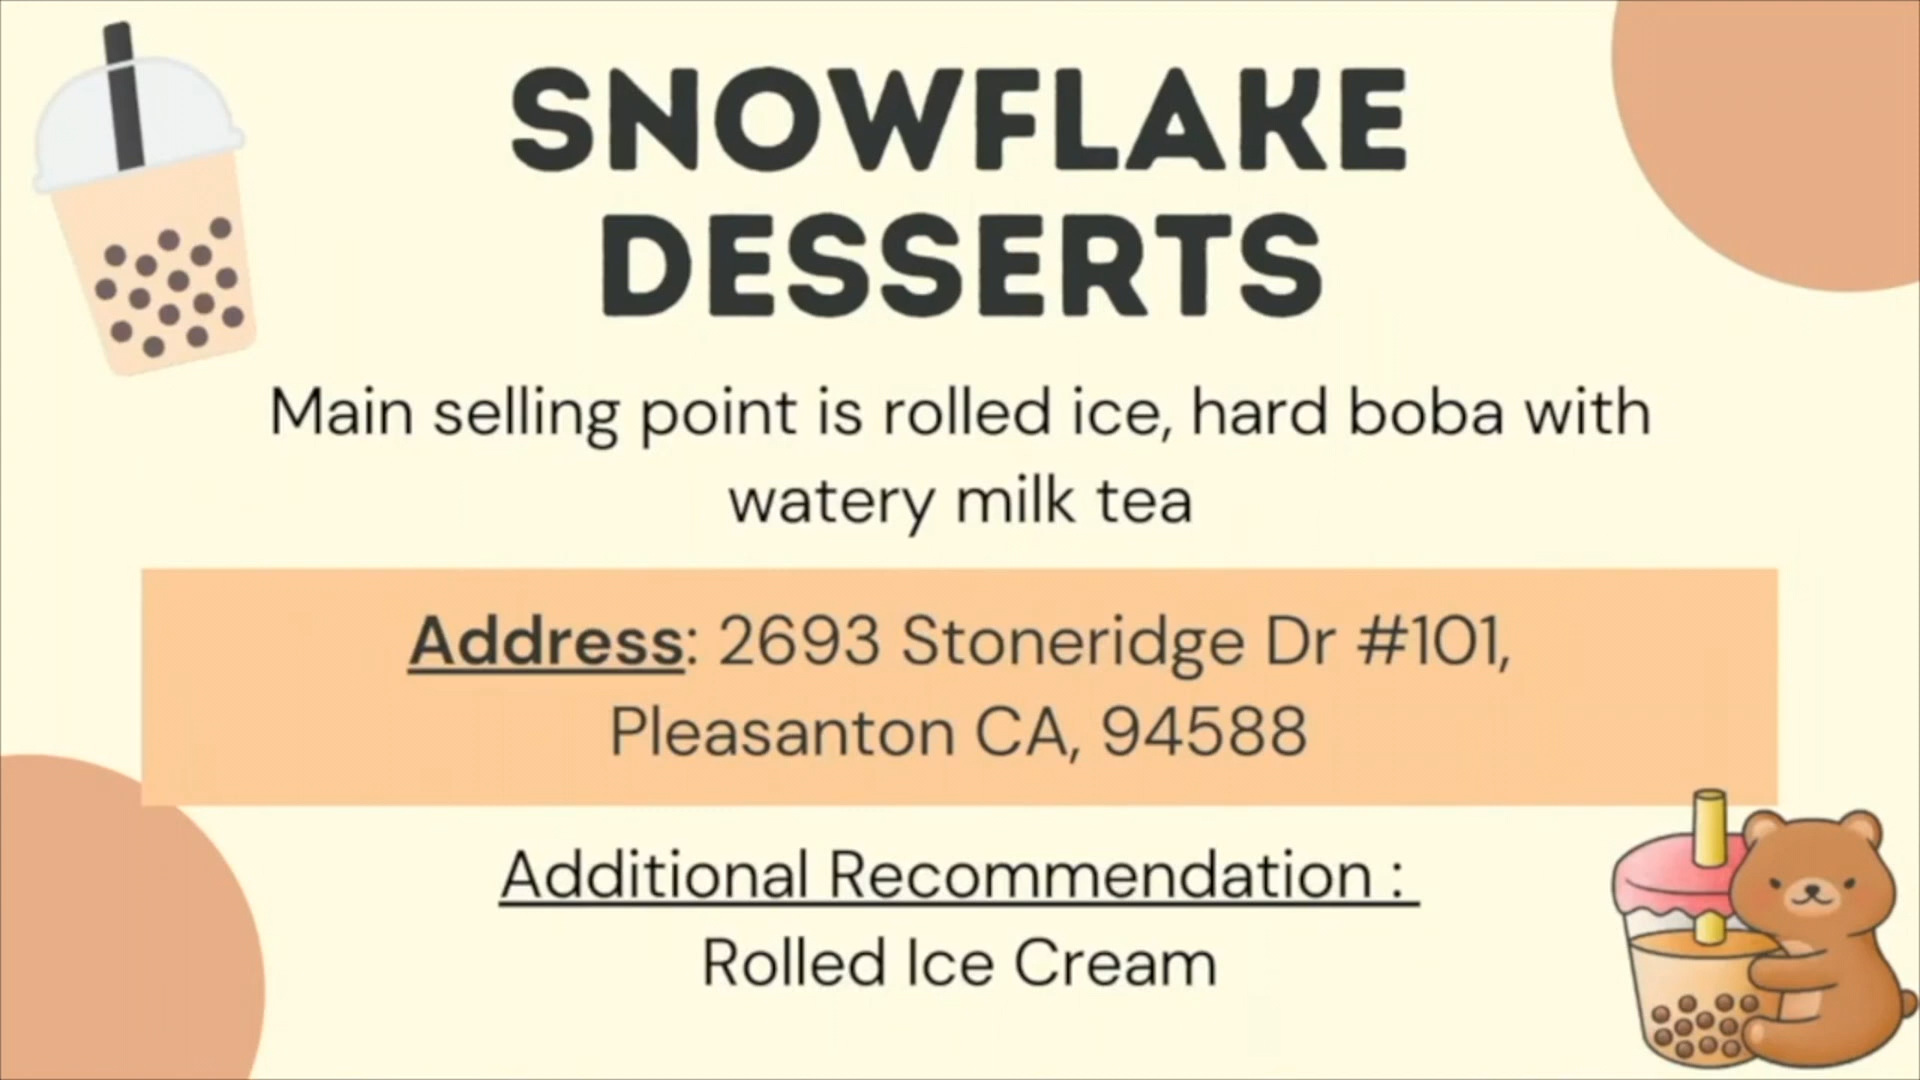 SNOWFLAKE
DESSERTS
Main selling point is rolled ice, hard boba with
watery milk tea
Address: 2693 Stoneridge Dr #101,
Pleasanton CA, 94588
Additional Recommendation :
Rolled Ice Cream